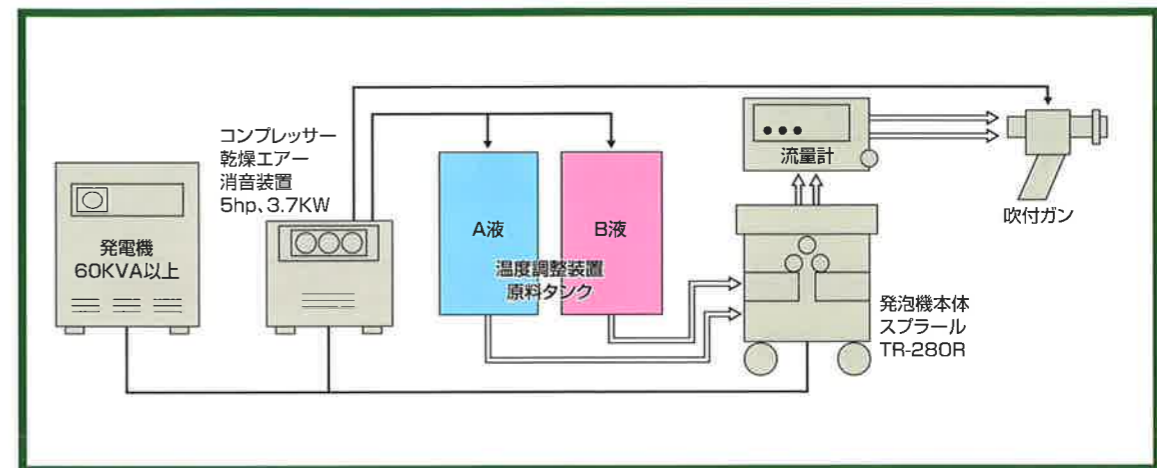 コンプレッサー
乾燥エアー
消音装置
5hp、3.7KW
発電機
60KVA以上
A液
B液
温度調整装置
原料タンク
流量計
吹付ガン
発泡機本体
スプラール
TR-280R